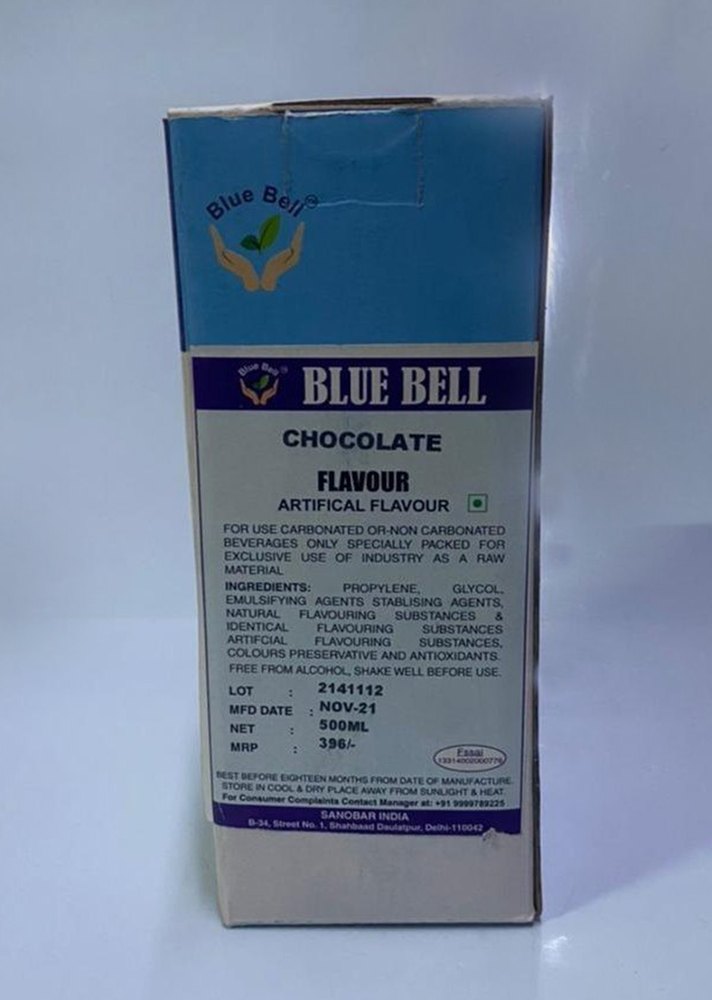 Blue Bell™
Blue Bell™ BLUE BELL
CHOCOLATE
FLAVOUR
ARTIFICAL FLAVOUR
FOR USE CARBONATED OR-NON CARBONATED
BEVERAGES ONLY SPECIALLY PACKED FOR
EXCLUSIVE USE OF INDUSTRY AS A RAW
MATERIAL
INGREDIENTS: PROPYLENE, GLYCOL,
EMULSIFYING AGENTS STABLISING AGENTS,
NATURAL FLAVOURING SUBSTANCES &
IDENTICAL FLAVOURING SUBSTANCES
ARTIFCIAL FLAVOURING SUBSTANCES,
COLOURS PRESERVATIVE AND ANTIOXIDANTS.
FREE FROM ALCOHOL, SHAKE WELL BEFORE USE.
LOT : 2141112
MFD DATE : NOV-21
NET : 500ML
MRP : 396/-
Fssai
13314002000776
BEST BEFORE EIGHTEEN MONTHS FROM DATE OF MANUFACTURE.
STORE IN COOL & DRY PLACE AWAY FROM SUNLIGHT & HEAT.
For Consumer Complaints Contact Manager at: +91 9999789225
SANOBAR INDIA
B-34, Street No. 1, Shahbaad Daulatpur, Delhi-110042